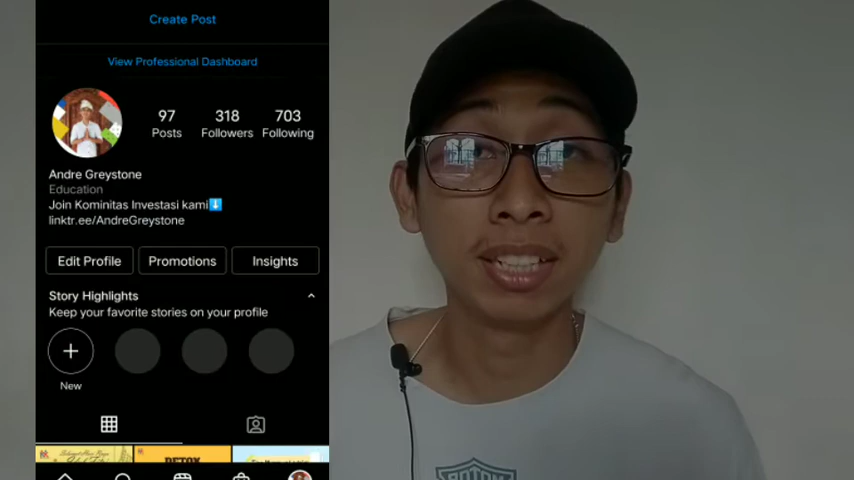 Create Post
View Professional Dashboard
97 318 703
Posts Followers Following
Andre Greystone
Education
Join Kominitas Investasi kami⬇️
linktr.ee/AndreGreystone
Edit Profile Promotions Insights
Story Highlights
Keep your favorite stories on your profile
New
DETOX